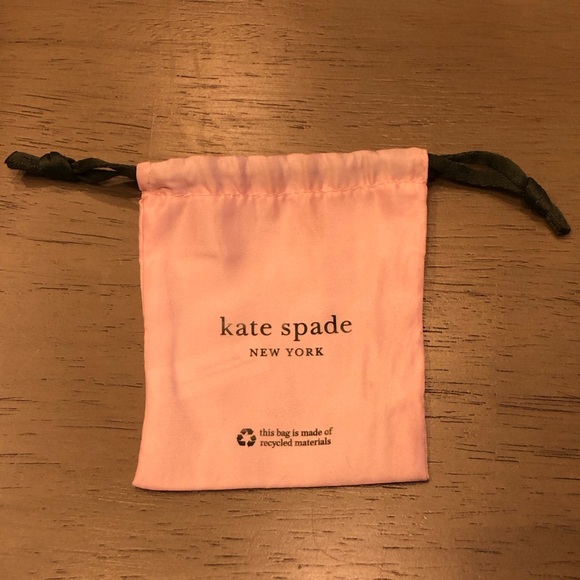 kate spade
NEW YORK
this bag is made of
recycled materials